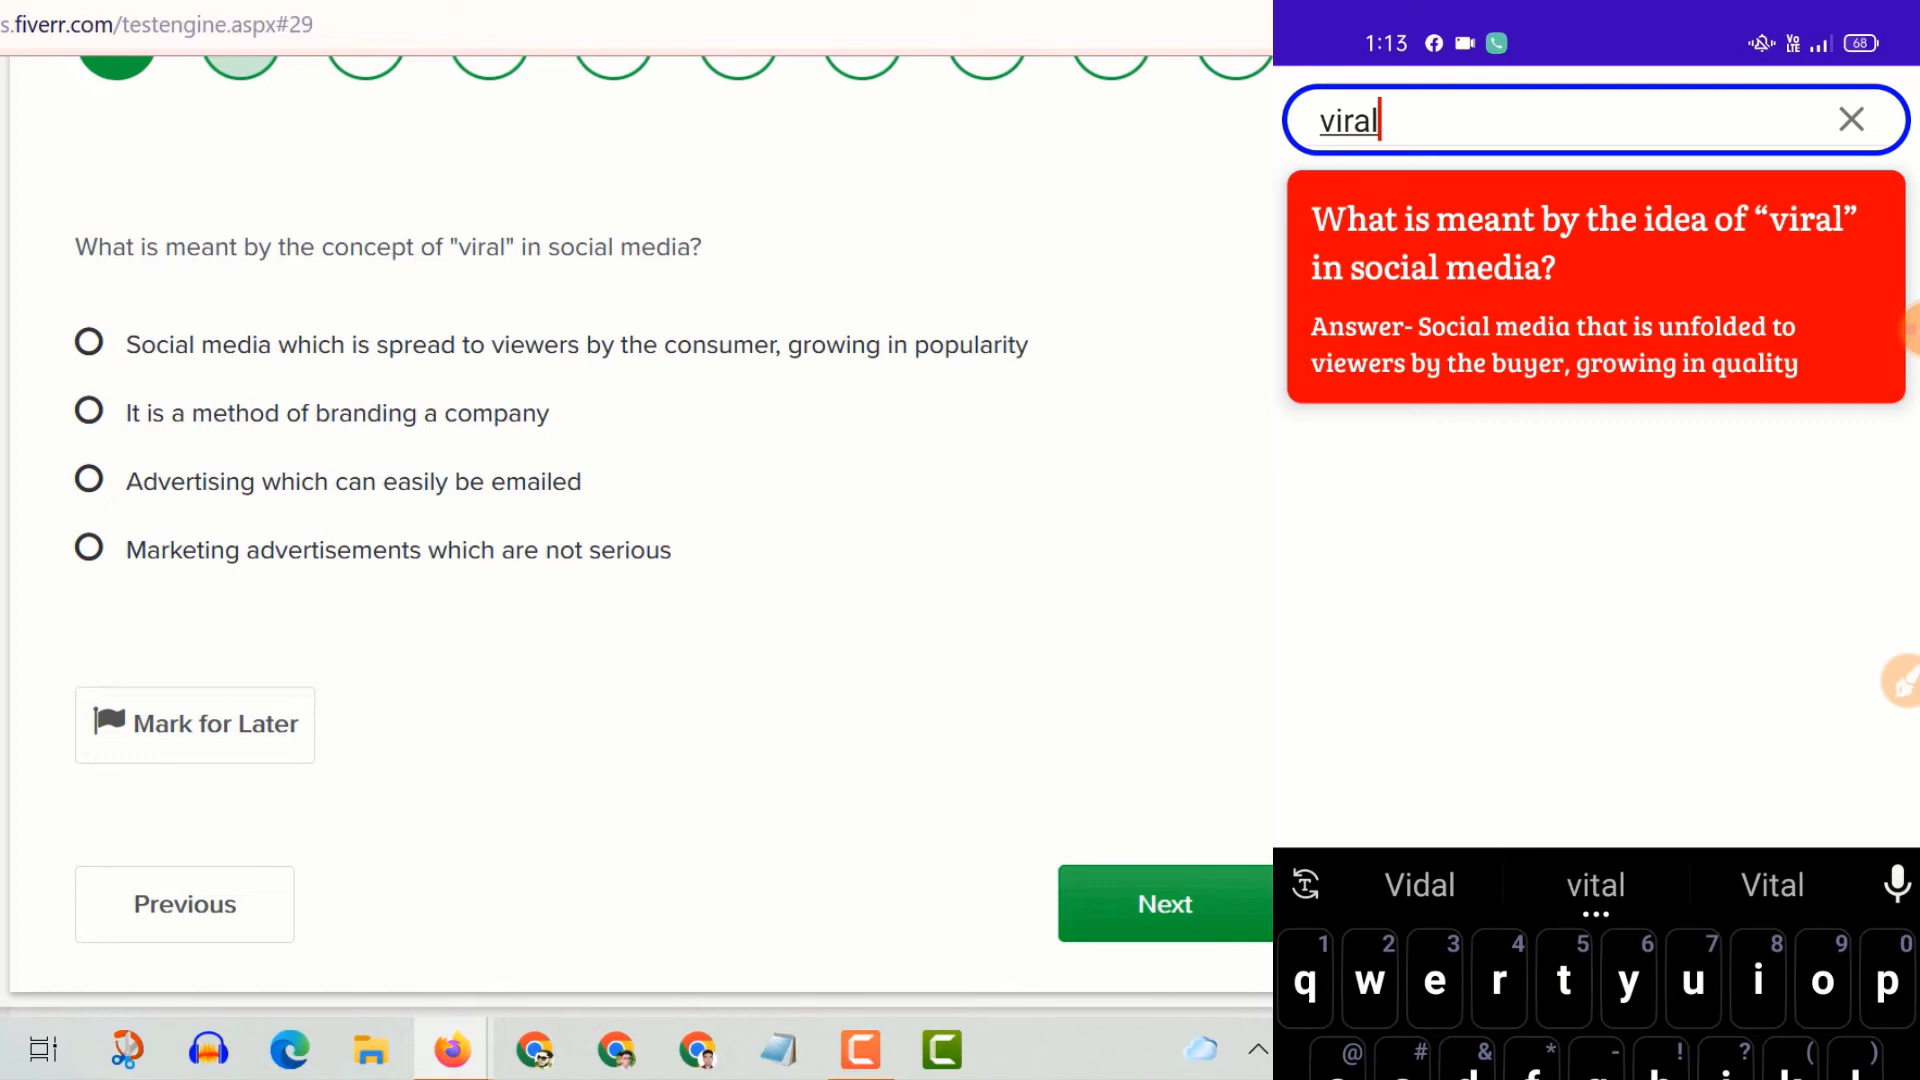 s.fiverr.com/testengine.aspx#29
What is meant by the concept of "viral" in social media?
Social media which is spread to viewers by the consumer, growing in popularity
It is a method of branding a company
Advertising which can easily be emailed
Marketing advertisements which are not serious
Mark for Later
Previous
Next
1:13
Vo
LTE
68
viral
What is meant by the idea of “viral”
in social media?
Answer- Social media that is unfolded to
viewers by the buyer, growing in quality
Vidal
vital
Vital
1 2 3 4 5 6 7 8 9 0
q w e r t y u i o p
@ # & * - ! ? ( )